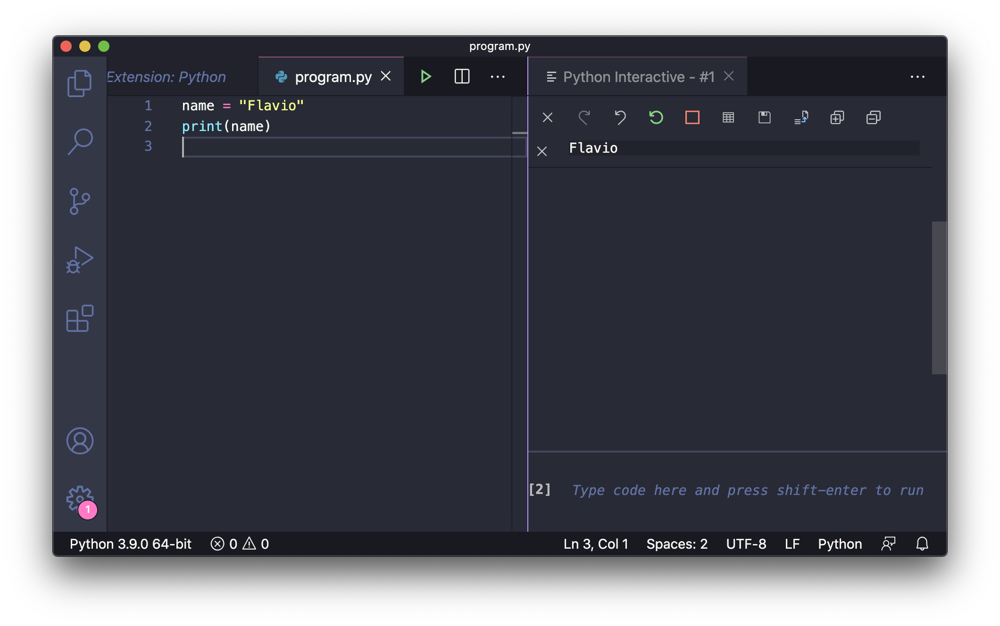 program.py
Extension: Python
program.py
Python Interactive - #1
1 name = "Flavio"
2 print(name)
3
Flavio
[2] Type code here and press shift-enter to run
1
Python 3.9.0 64-bit 0 0 Ln 3, Col 1 Spaces: 2 UTF-8 LF Python